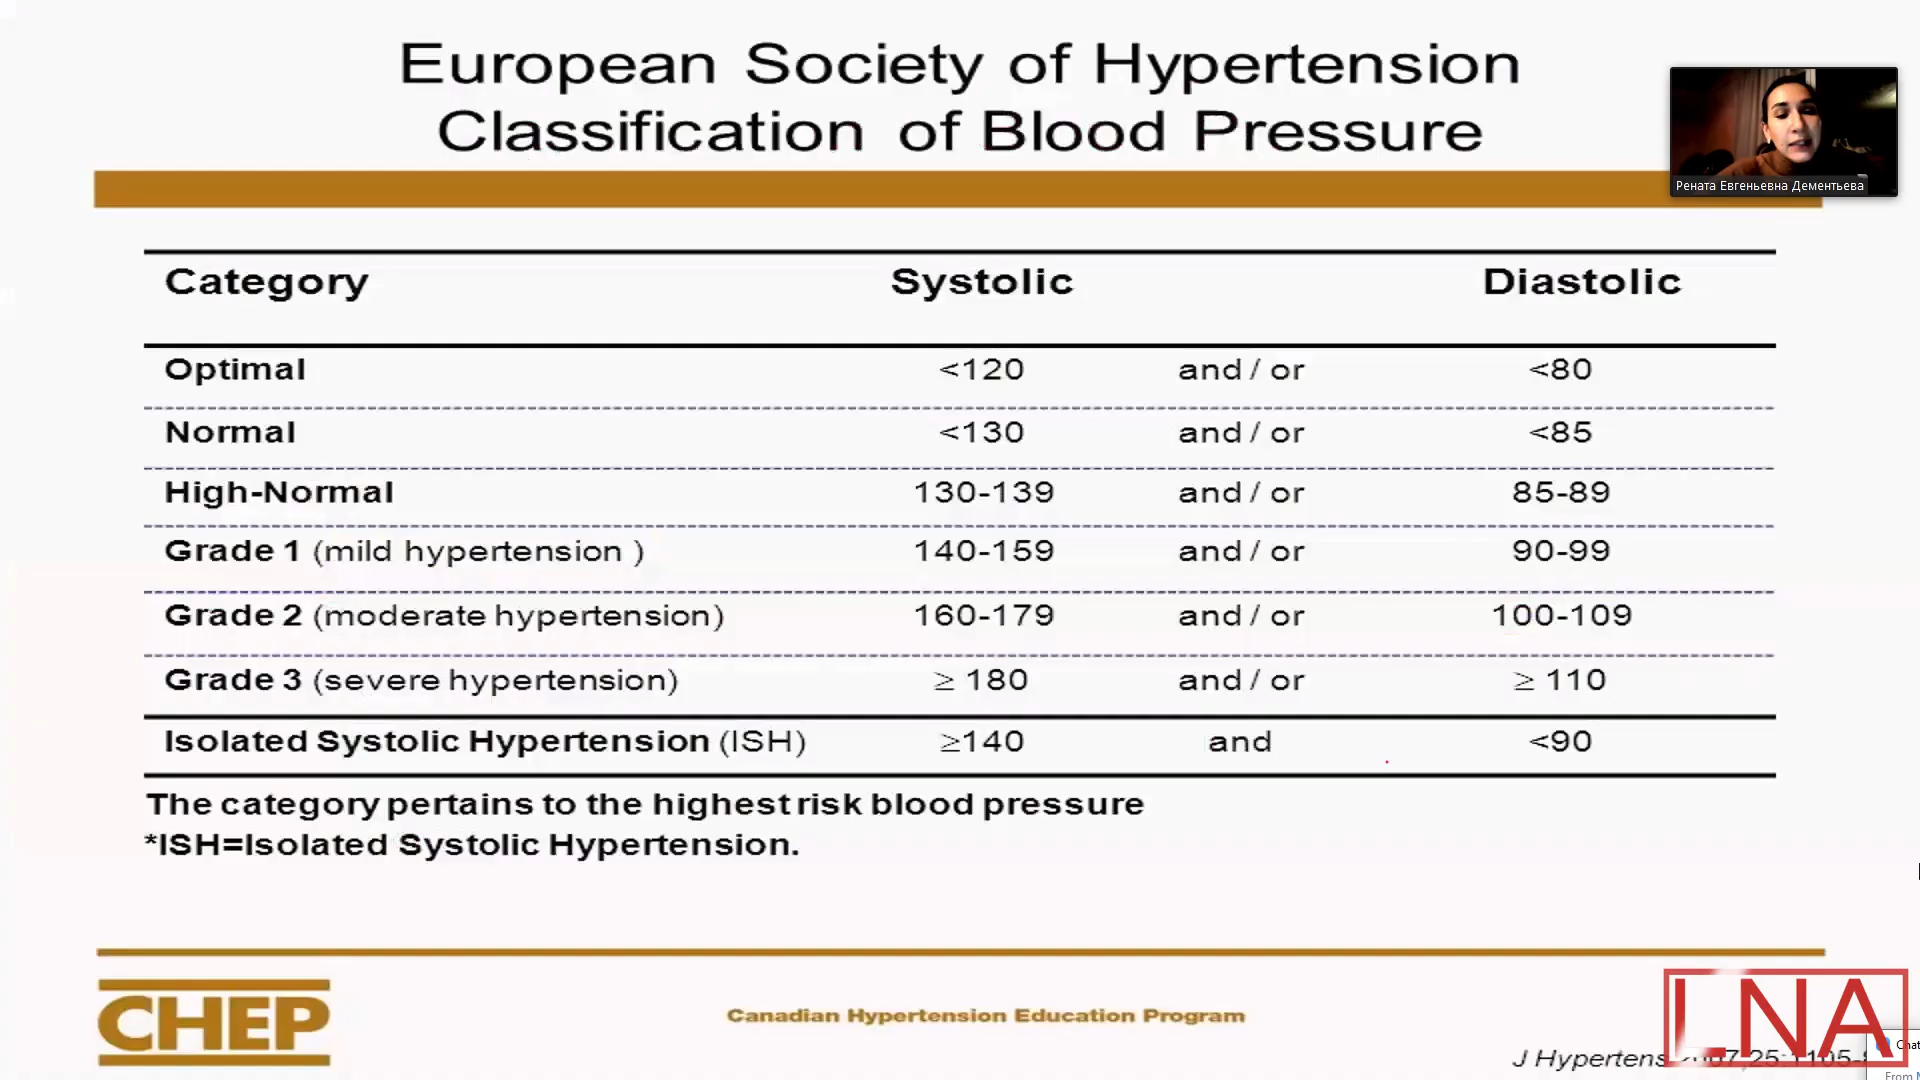 European Society of Hypertension
Classification of Blood Pressure
Рената Евгеньевна Дементьева
Category Systolic Diastolic
Optimal <120 and / or <80
Normal <130 and / or <85
High-Normal 130-139 and / or 85-89
Grade 1 (mild hypertension ) 140-159 and / or 90-99
Grade 2 (moderate hypertension) 160-179 and / or 100-109
Grade 3 (severe hypertension) ≥ 180 and / or ≥ 110
Isolated Systolic Hypertension (ISH) ≥140 and <90
The category pertains to the highest risk blood pressure
*ISH=Isolated Systolic Hypertension.
CHEP
Canadian Hypertension Education Program
LNA
J Hypertens
Chat
From